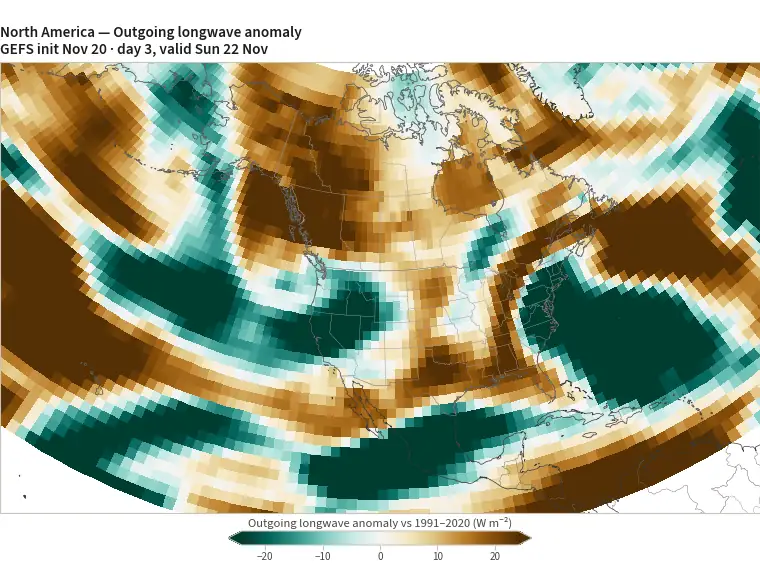 North America — Outgoing longwave anomaly
GEFS init Nov 20 · day 3, valid Sun 22 Nov
Outgoing longwave anomaly vs 1991–2020 (W m⁻²)
−20 −10 0 10 20